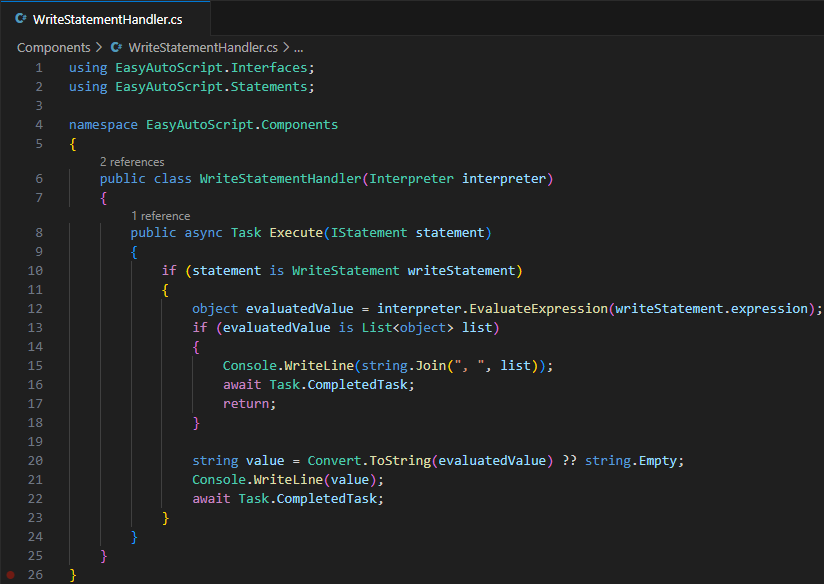 WriteStatementHandler.cs
Components > WriteStatementHandler.cs > ...
1 using EasyAutoScript.Interfaces;
2 using EasyAutoScript.Statements;
3
4 namespace EasyAutoScript.Components
5 {
2 references
6 public class WriteStatementHandler(Interpreter interpreter)
7 {
1 reference
8 public async Task Execute(IStatement statement)
9 {
10 if (statement is WriteStatement writeStatement)
11 {
12 object evaluatedValue = interpreter.EvaluateExpression(writeStatement.expression);
13 if (evaluatedValue is List<object> list)
14 {
15 Console.WriteLine(string.Join(", ", list));
16 await Task.CompletedTask;
17 return;
18 }
19
20 string value = Convert.ToString(evaluatedValue) ?? string.Empty;
21 Console.WriteLine(value);
22 await Task.CompletedTask;
23 }
24 }
25 }
26 }